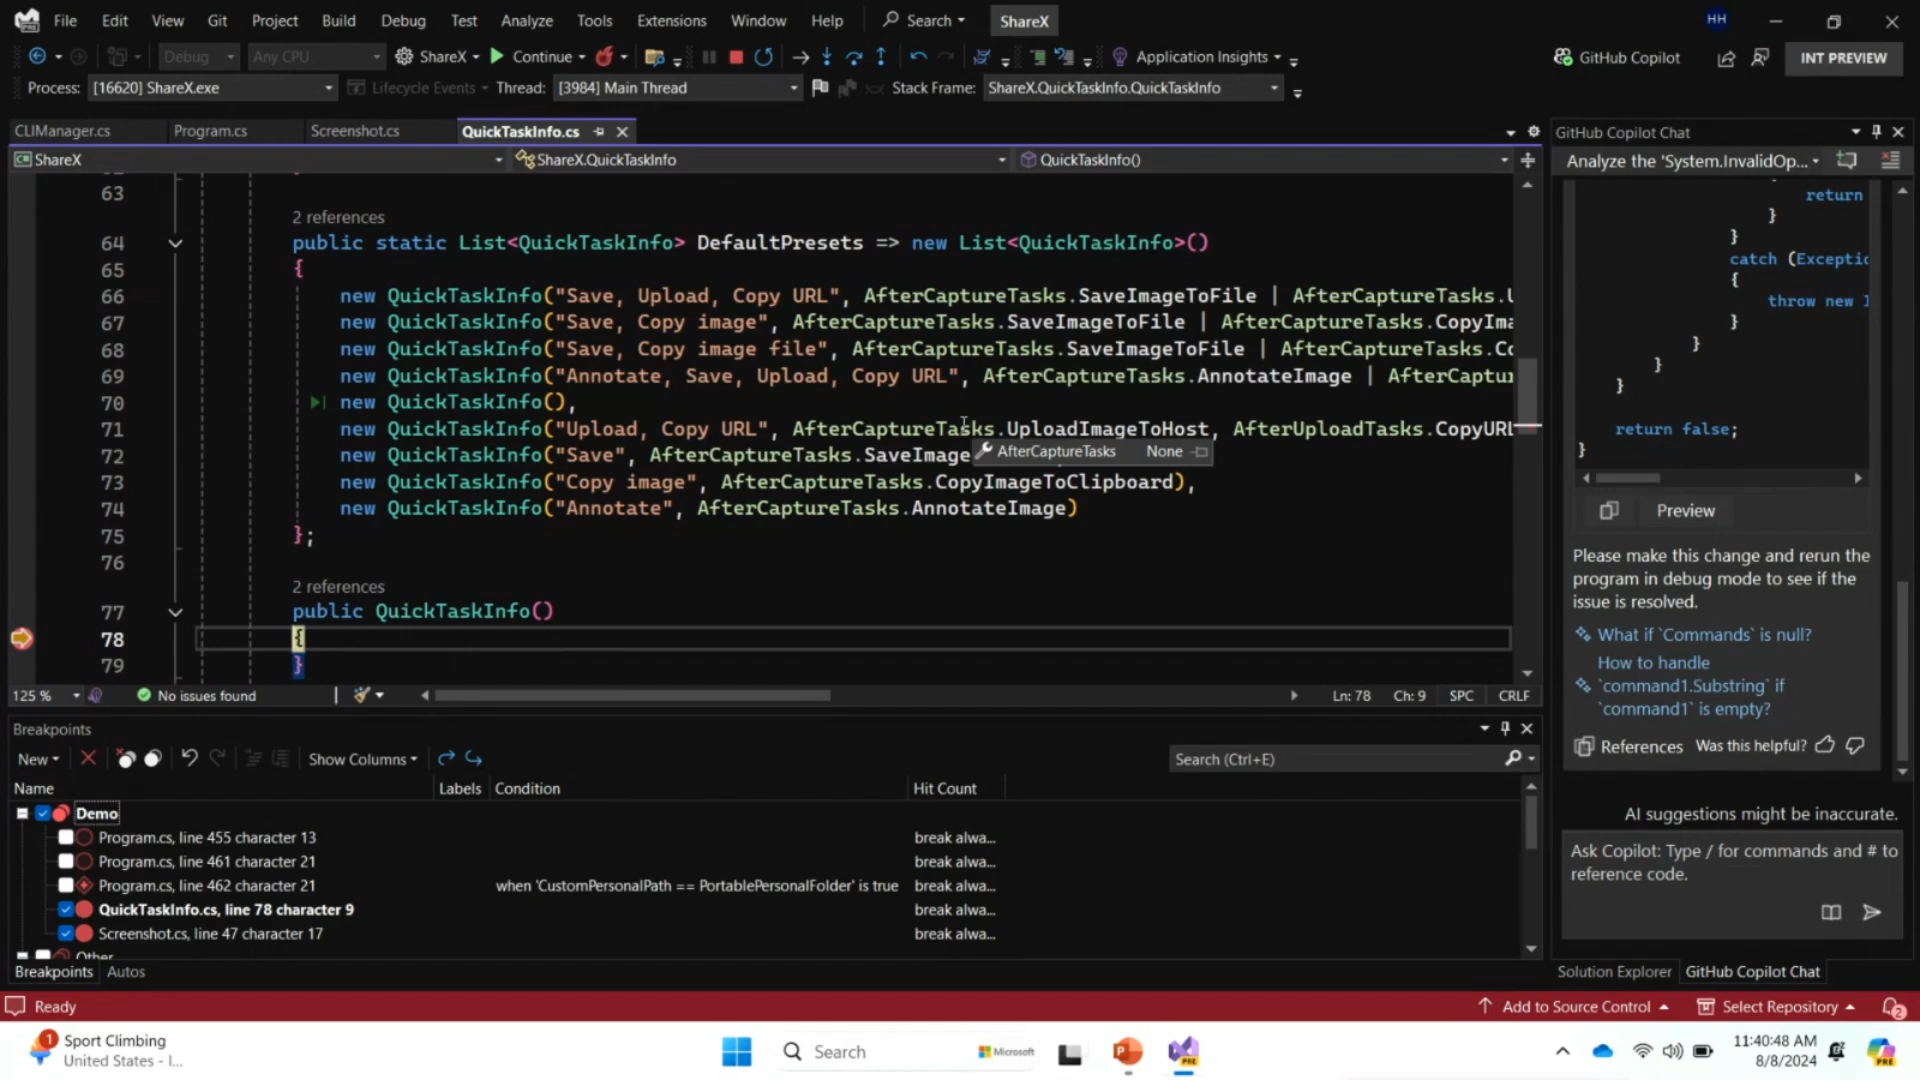 File Edit View Git Project Build Debug Test Analyze Tools Extensions Window Help Search ShareX HH
Debug Any CPU ShareX Continue Application Insights GitHub Copilot INT PREVIEW
Process: [16620] ShareX.exe Lifecycle Events Thread: [3984] Main Thread Stack Frame: ShareX.QuickTaskInfo.QuickTaskInfo
CLIManager.cs Program.cs Screenshot.cs QuickTaskInfo.cs
ShareX ShareX.QuickTaskInfo QuickTaskInfo()
63
2 references
64 public static List<QuickTaskInfo> DefaultPresets => new List<QuickTaskInfo>()
65 {
66 new QuickTaskInfo("Save, Upload, Copy URL", AfterCaptureTasks.SaveImageToFile | AfterCaptureTasks.
67 new QuickTaskInfo("Save, Copy image", AfterCaptureTasks.SaveImageToFile | AfterCaptureTasks.CopyIma
68 new QuickTaskInfo("Save, Copy image file", AfterCaptureTasks.SaveImageToFile | AfterCaptureTasks.Co
69 new QuickTaskInfo("Annotate, Save, Upload, Copy URL", AfterCaptureTasks.AnnotateImage | AfterCaptur
70 new QuickTaskInfo(),
71 new QuickTaskInfo("Upload, Copy URL", AfterCaptureTasks.UploadImageToHost, AfterUploadTasks.CopyURL
AfterCaptureTasks None
72 new QuickTaskInfo("Save", AfterCaptureTasks.SaveImage
73 new QuickTaskInfo("Copy image", AfterCaptureTasks.CopyImageToClipboard),
74 new QuickTaskInfo("Annotate", AfterCaptureTasks.AnnotateImage)
75 };
76
2 references
77 public QuickTaskInfo()
78 {
79 }
125 % No issues found Ln: 78 Ch: 9 SPC CRLF
Breakpoints
New Show Columns Search (Ctrl+E)
Name Labels Condition Hit Count
Demo
Program.cs, line 455 character 13 break alwa...
Program.cs, line 461 character 21 break alwa...
Program.cs, line 462 character 21 when 'CustomPersonalPath == PortablePersonalFolder' is true break alwa...
QuickTaskInfo.cs, line 78 character 9 break alwa...
Screenshot.cs, line 47 character 17 break alwa...
Other
Breakpoints Autos
GitHub Copilot Chat
Analyze the 'System.InvalidOp...
return
}
}
catch (Exceptio
{
throw new I
}
}
}
}
return false;
}
Preview
Please make this change and rerun the
program in debug mode to see if the
issue is resolved.
What if `Commands` is null?
How to handle
`command1.Substring` if
`command1` is empty?
References Was this helpful?
AI suggestions might be inaccurate.
Ask Copilot: Type / for commands and # to
reference code.
Solution Explorer GitHub Copilot Chat
Ready Add to Source Control Select Repository 2
1 Sport Climbing
United States - I...
Search Microsoft
PRE
11:40:48 AM
8/8/2024
PRE